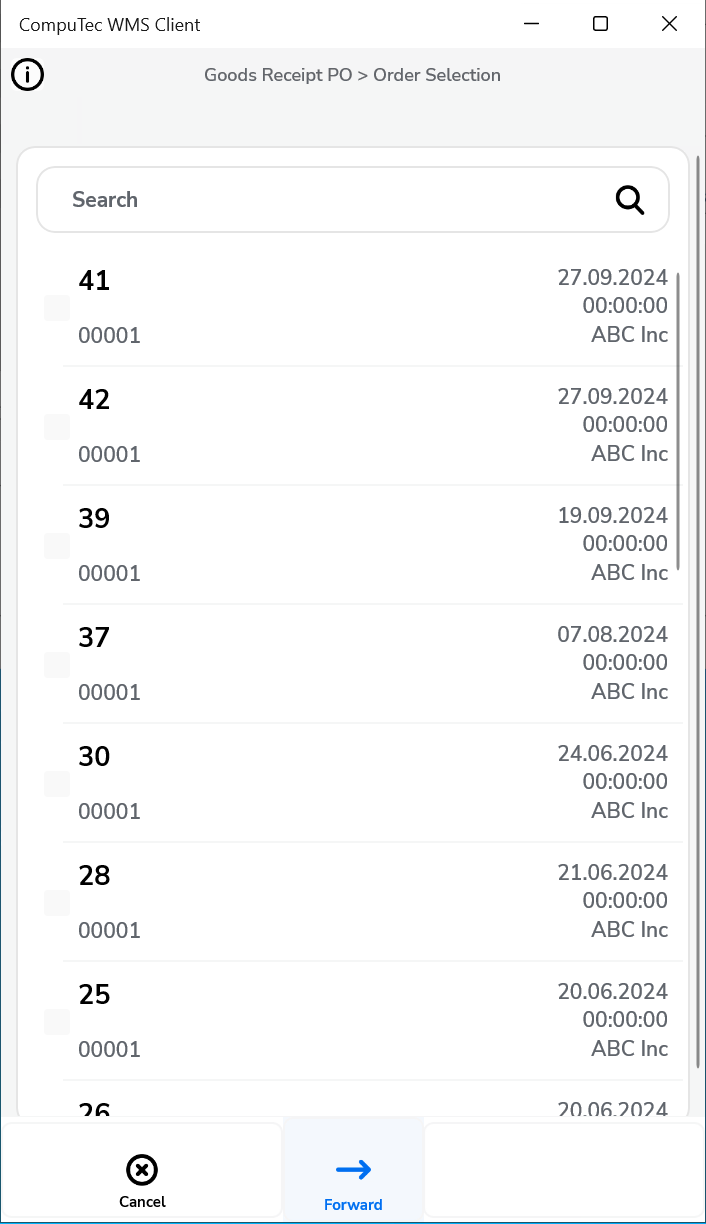 CompuTec WMS Client
Goods Receipt PO > Order Selection
Search
41
27.09.2024
00:00:00
00001
ABC Inc
42
27.09.2024
00:00:00
00001
ABC Inc
39
19.09.2024
00:00:00
00001
ABC Inc
37
07.08.2024
00:00:00
00001
ABC Inc
30
24.06.2024
00:00:00
00001
ABC Inc
28
21.06.2024
00:00:00
00001
ABC Inc
25
20.06.2024
00:00:00
00001
ABC Inc
26
20.06.2024
Cancel
Forward